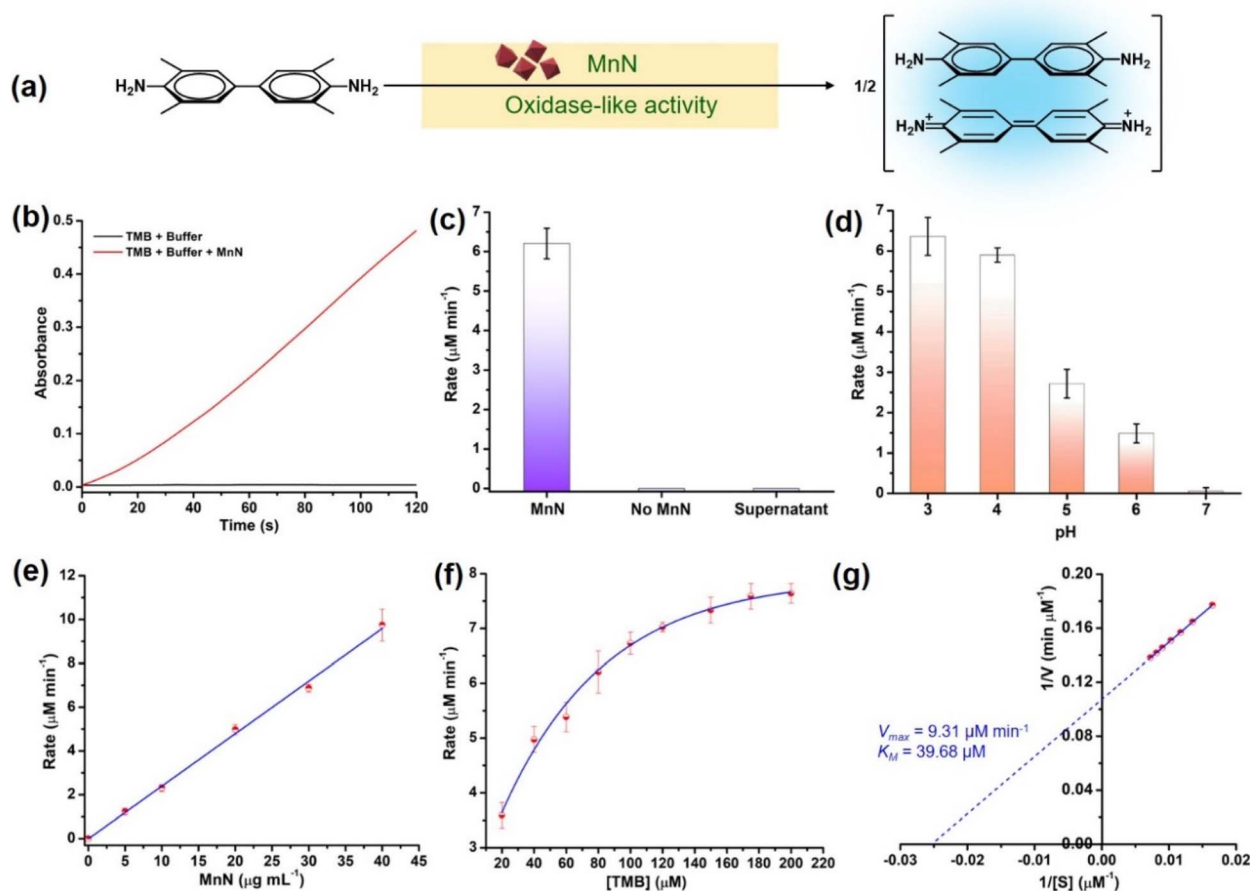 (a)
H₂N
NH₂
MnN
Oxidase-like activity
1/2
H₂N
NH₂
H₂N
+
+
NH₂
(b)
0.5
0.4
0.3
0.2
0.1
0.0
Absorbance
TMB + Buffer
TMB + Buffer + MnN
0 20 40 60 80 100 120
Time (s)
(c)
7
6
5
4
3
2
1
0
Rate (μM min⁻¹)
MnN No MnN Supernatant
(d)
7
6
5
4
3
2
1
0
Rate (μM min⁻¹)
3 4 5 6 7
pH
(e)
12
10
8
6
4
2
0
Rate (μM min⁻¹)
0 5 10 15 20 25 30 35 40 45
MnN (μg mL⁻¹)
(f)
8
7
6
5
4
3
Rate (μM min⁻¹)
20 40 60 80 100 120 140 160 180 200 220
[TMB] (μM)
(g)
0.20
0.16
0.12
0.08
0.04
0.00
1/V (min μM⁻¹)
Vmax = 9.31 μM min⁻¹
KM = 39.68 μM
-0.03 -0.02 -0.01 0.00 0.01 0.02
1/[S] (μM⁻¹)